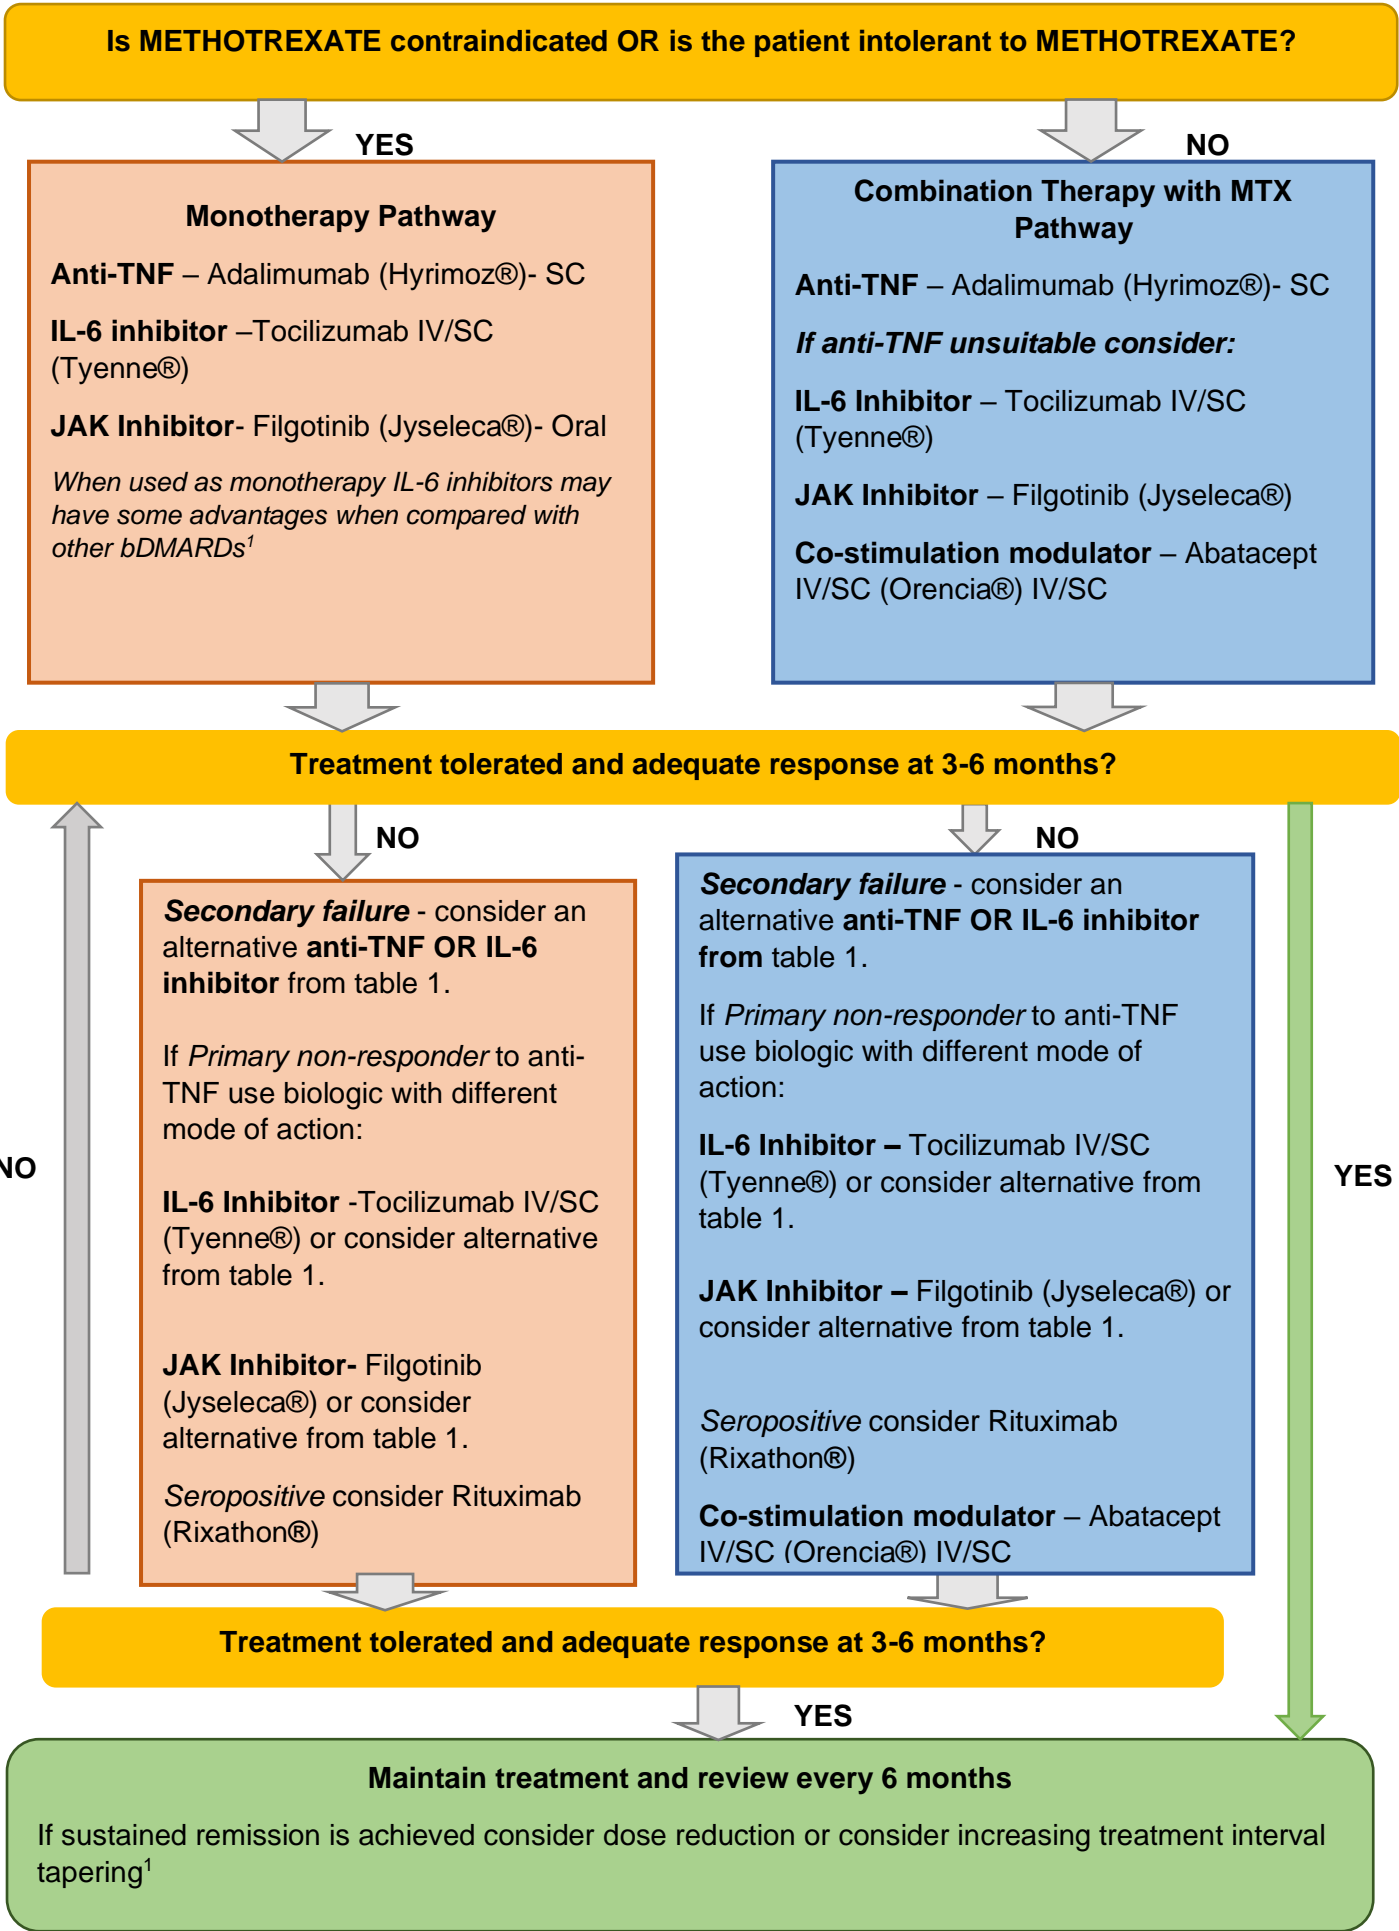 Is METHOTREXATE contraindicated OR is the patient intolerant to METHOTREXATE?
YES
NO
Monotherapy Pathway
Anti-TNF – Adalimumab (Hyrimoz®)- SC
IL-6 inhibitor –Tocilizumab IV/SC
(Tyenne®)
JAK Inhibitor- Filgotinib (Jyseleca®)- Oral
When used as monotherapy IL-6 inhibitors may
have some advantages when compared with
other bDMARDs1
Combination Therapy with MTX
Pathway
Anti-TNF – Adalimumab (Hyrimoz®)- SC
If anti-TNF unsuitable consider:
IL-6 Inhibitor – Tocilizumab IV/SC
(Tyenne®)
JAK Inhibitor – Filgotinib (Jyseleca®)
Co-stimulation modulator – Abatacept
IV/SC (Orencia®) IV/SC
Treatment tolerated and adequate response at 3-6 months?
NO
NO
Secondary failure - consider an
alternative anti-TNF OR IL-6
inhibitor from table 1.
If Primary non-responder to anti-
TNF use biologic with different
mode of action:
IL-6 Inhibitor -Tocilizumab IV/SC
(Tyenne®) or consider alternative
from table 1.
JAK Inhibitor- Filgotinib
(Jyseleca®) or consider
alternative from table 1.
Seropositive consider Rituximab
(Rixathon®)
Secondary failure - consider an
alternative anti-TNF OR IL-6 inhibitor
from table 1.
If Primary non-responder to anti-TNF
use biologic with different mode of
action:
IL-6 Inhibitor – Tocilizumab IV/SC
(Tyenne®) or consider alternative from
table 1.
JAK Inhibitor – Filgotinib (Jyseleca®) or
consider alternative from table 1.
Seropositive consider Rituximab
(Rixathon®)
Co-stimulation modulator – Abatacept
IV/SC (Orencia®) IV/SC
NO
YES
Treatment tolerated and adequate response at 3-6 months?
YES
Maintain treatment and review every 6 months
If sustained remission is achieved consider dose reduction or consider increasing treatment interval
tapering1